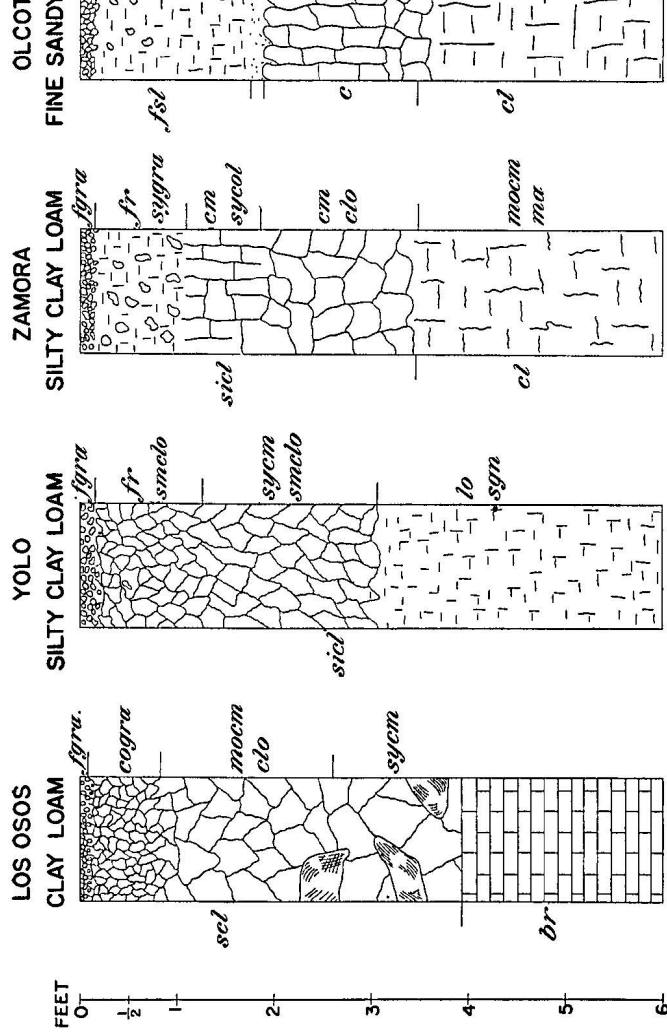 FEET
0
½
1
2
3
4
5
6
LOS OSOS
CLAY LOAM
scl
br
fgra.
cogra
mocm
clo
sycm
YOLO
SILTY CLAY LOAM
sicl
fgra
fr
smclo
sycm
smclo
lo
sgn
ZAMORA
SILTY CLAY LOAM
sicl
cl
fgra
fr
sygra
cm
sycol
cm
clo
mocm
ma
OLCOT
FINE SANDY
fsl
c
cl